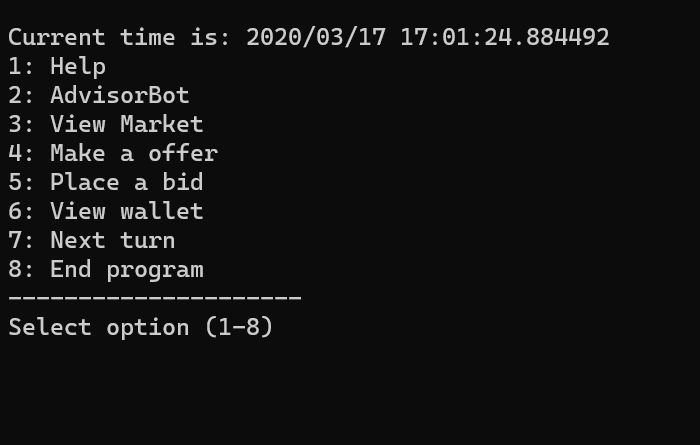 Current time is: 2020/03/17 17:01:24.884492
1: Help
2: AdvisorBot
3: View Market
4: Make a offer
5: Place a bid
6: View wallet
7: Next turn
8: End program
---------------------
Select option (1-8)